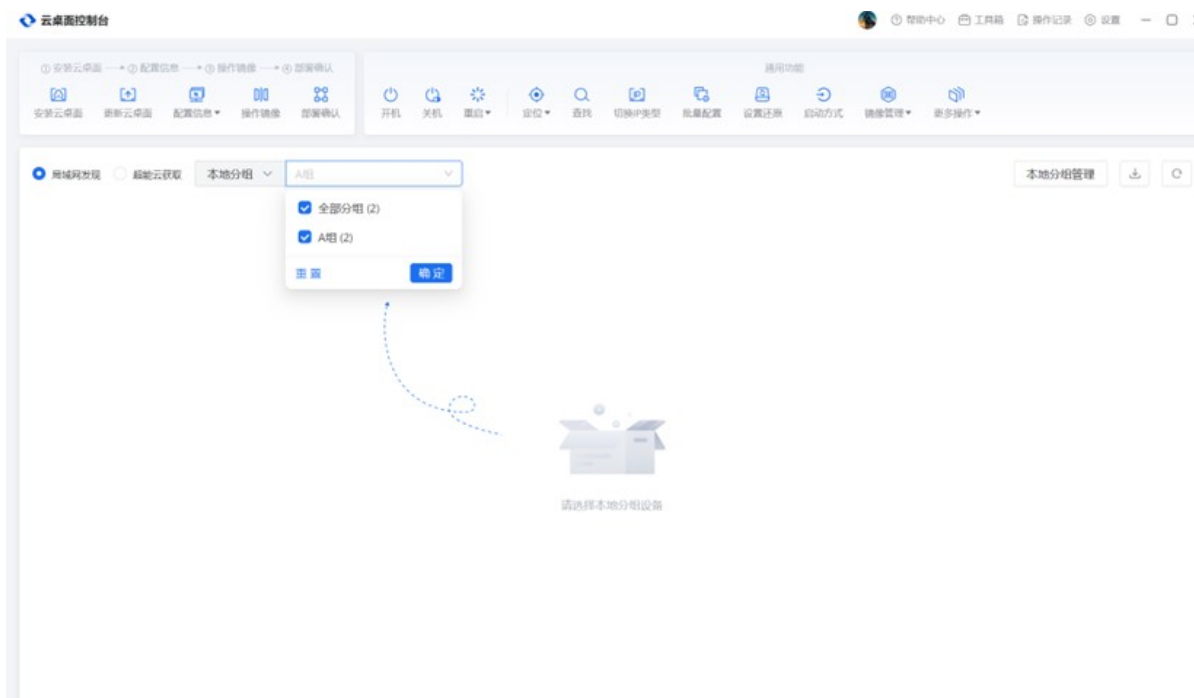 云桌面控制台
帮助中心 工具箱 操作记录 设置
① 安装云桌面 ② 配置信息 ③ 操作镜像 ④ 部署确认
通用功能
安装云桌面 更新云桌面 配置信息 操作镜像 部署确认 开机 关机 重启 定位 查找 切换IP类型 批量配置 设置还原 启动方式 镜像管理 更多操作
局域网发现 超能云获取 本地分组 A组 本地分组管理
全部分组 (2)
A组 (2)
重置 确定
请选择本地分组设备